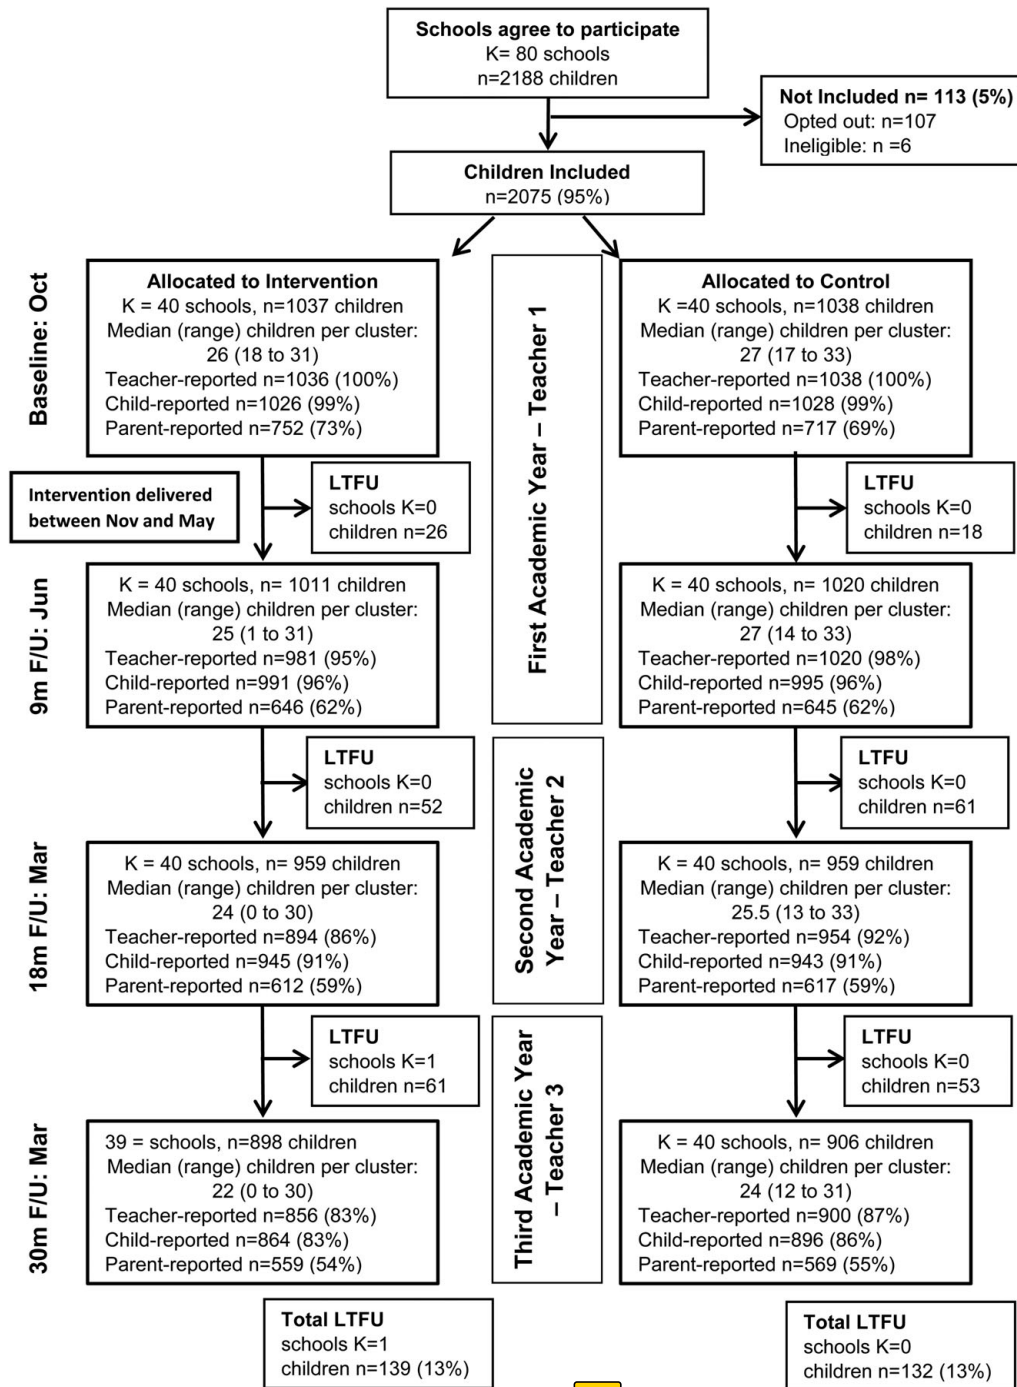 Schools agree to participate
K= 80 schools
n=2188 children
Not Included n= 113 (5%)
Opted out: n=107
Ineligible: n =6
Children Included
n=2075 (95%)
Baseline: Oct
Allocated to Intervention
K = 40 schools, n=1037 children
Median (range) children per cluster:
26 (18 to 31)
Teacher-reported n=1036 (100%)
Child-reported n=1026 (99%)
Parent-reported n=752 (73%)
First Academic Year – Teacher 1
Allocated to Control
K =40 schools, n=1038 children
Median (range) children per cluster:
27 (17 to 33)
Teacher-reported n=1038 (100%)
Child-reported n=1028 (99%)
Parent-reported n=717 (69%)
Intervention delivered
between Nov and May
LTFU
schools K=0
children n=26
LTFU
schools K=0
children n=18
9m F/U: Jun
K = 40 schools, n= 1011 children
Median (range) children per cluster:
25 (1 to 31)
Teacher-reported n=981 (95%)
Child-reported n=991 (96%)
Parent-reported n=646 (62%)
K = 40 schools, n= 1020 children
Median (range) children per cluster:
27 (14 to 33)
Teacher-reported n=1020 (98%)
Child-reported n=995 (96%)
Parent-reported n=645 (62%)
LTFU
schools K=0
children n=52
Second Academic
Year – Teacher 2
LTFU
schools K=0
children n=61
18m F/U: Mar
K = 40 schools, n= 959 children
Median (range) children per cluster:
24 (0 to 30)
Teacher-reported n=894 (86%)
Child-reported n=945 (91%)
Parent-reported n=612 (59%)
K = 40 schools, n= 959 children
Median (range) children per cluster:
25.5 (13 to 33)
Teacher-reported n=954 (92%)
Child-reported n=943 (91%)
Parent-reported n=617 (59%)
LTFU
schools K=1
children n=61
Third Academic Year
– Teacher 3
LTFU
schools K=0
children n=53
30m F/U: Mar
39 = schools, n=898 children
Median (range) children per cluster:
22 (0 to 30)
Teacher-reported n=856 (83%)
Child-reported n=864 (83%)
Parent-reported n=559 (54%)
K = 40 schools, n= 906 children
Median (range) children per cluster:
24 (12 to 31)
Teacher-reported n=900 (87%)
Child-reported n=896 (86%)
Parent-reported n=569 (55%)
Total LTFU
schools K=1
children n=139 (13%)
Total LTFU
schools K=0
children n=132 (13%)